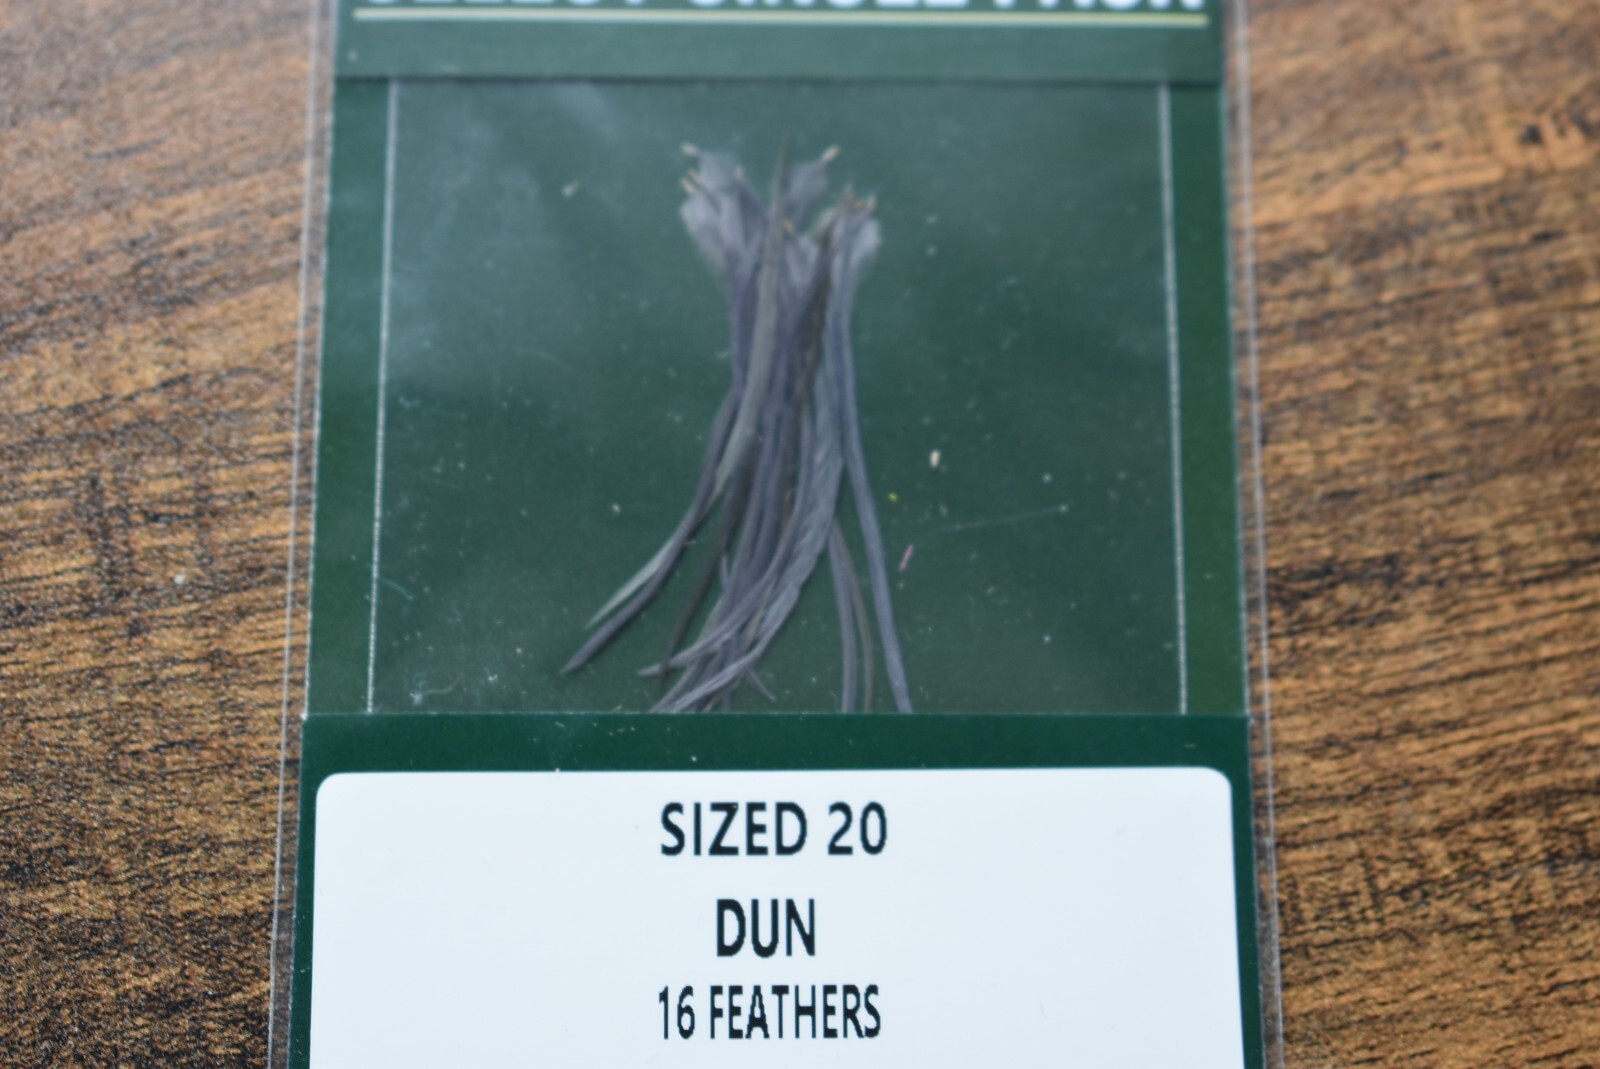 SIZED 20
DUN
16 FEATHERS